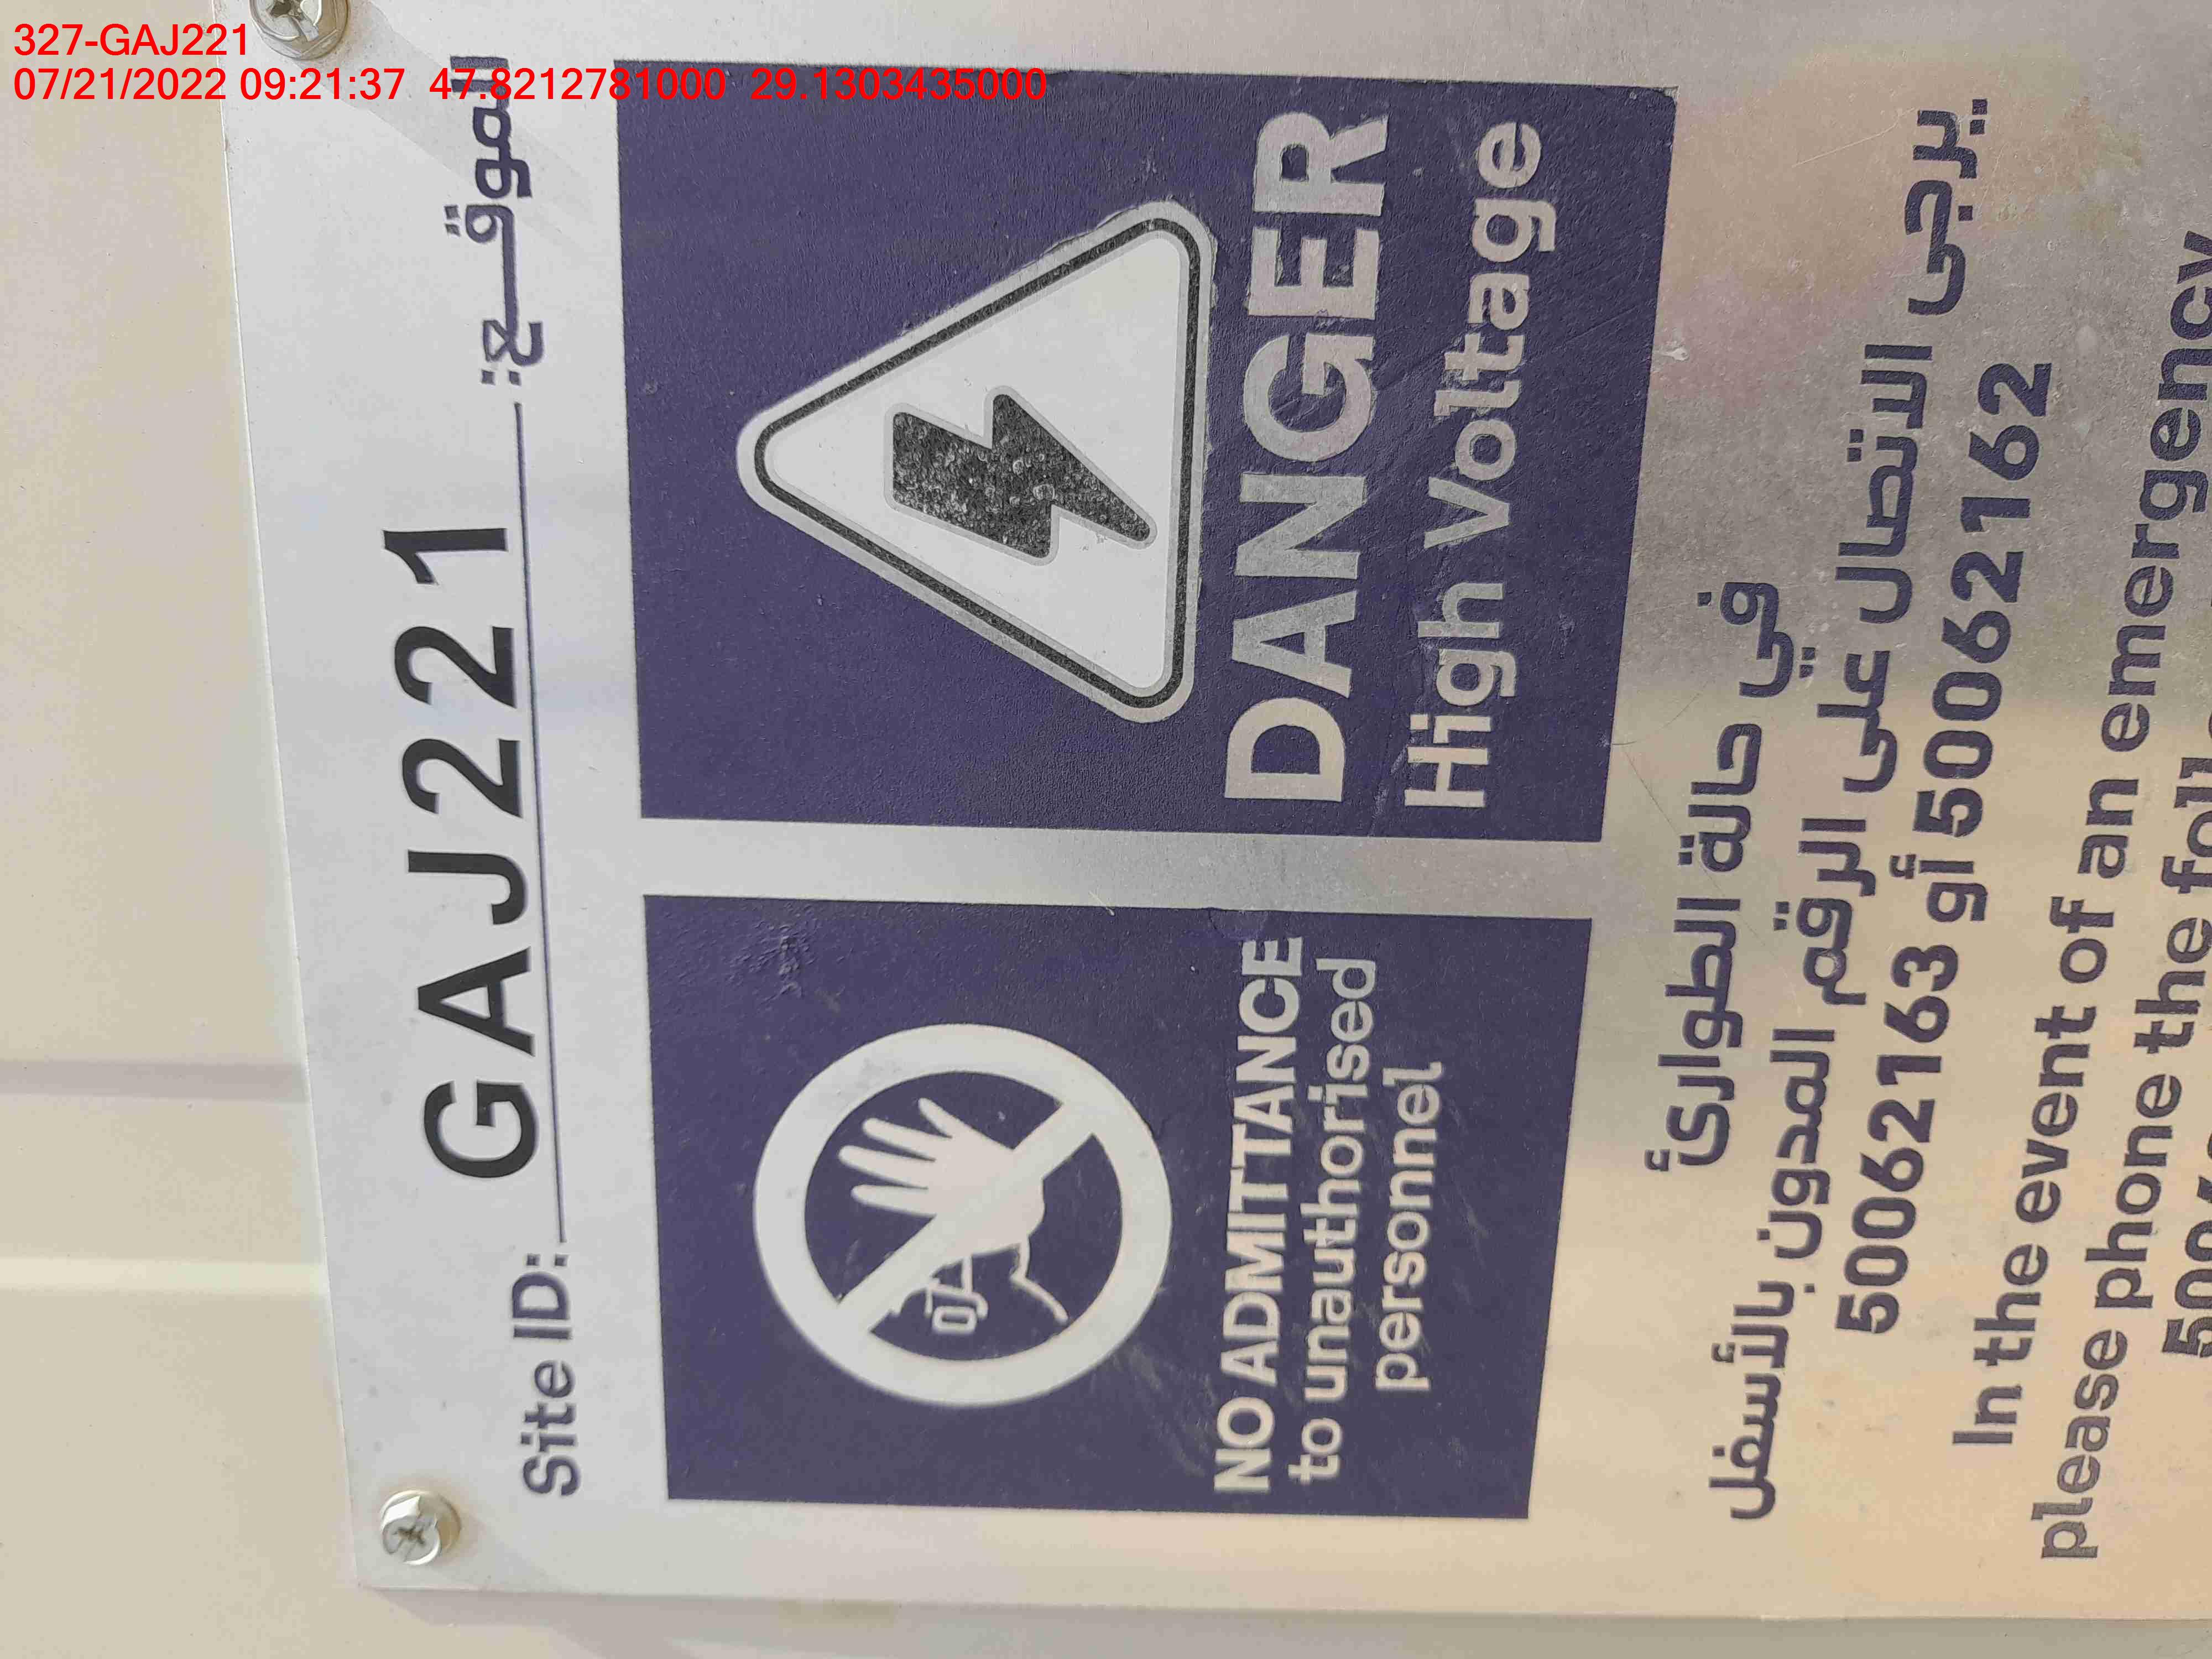 327-GAJ221
07/21/2022 09:21:37 47.8212781000 29.1303435000
Site ID: GAJ221 الموقـــع:
NO ADMITTANCE
to unauthorised
personnel
DANGER
High Voltage
في حالة الطوارئ
يرجى الاتصال على الرقم المدون بالأسفل
50062163 أو 50062162
In the event of an emergency
please phone the